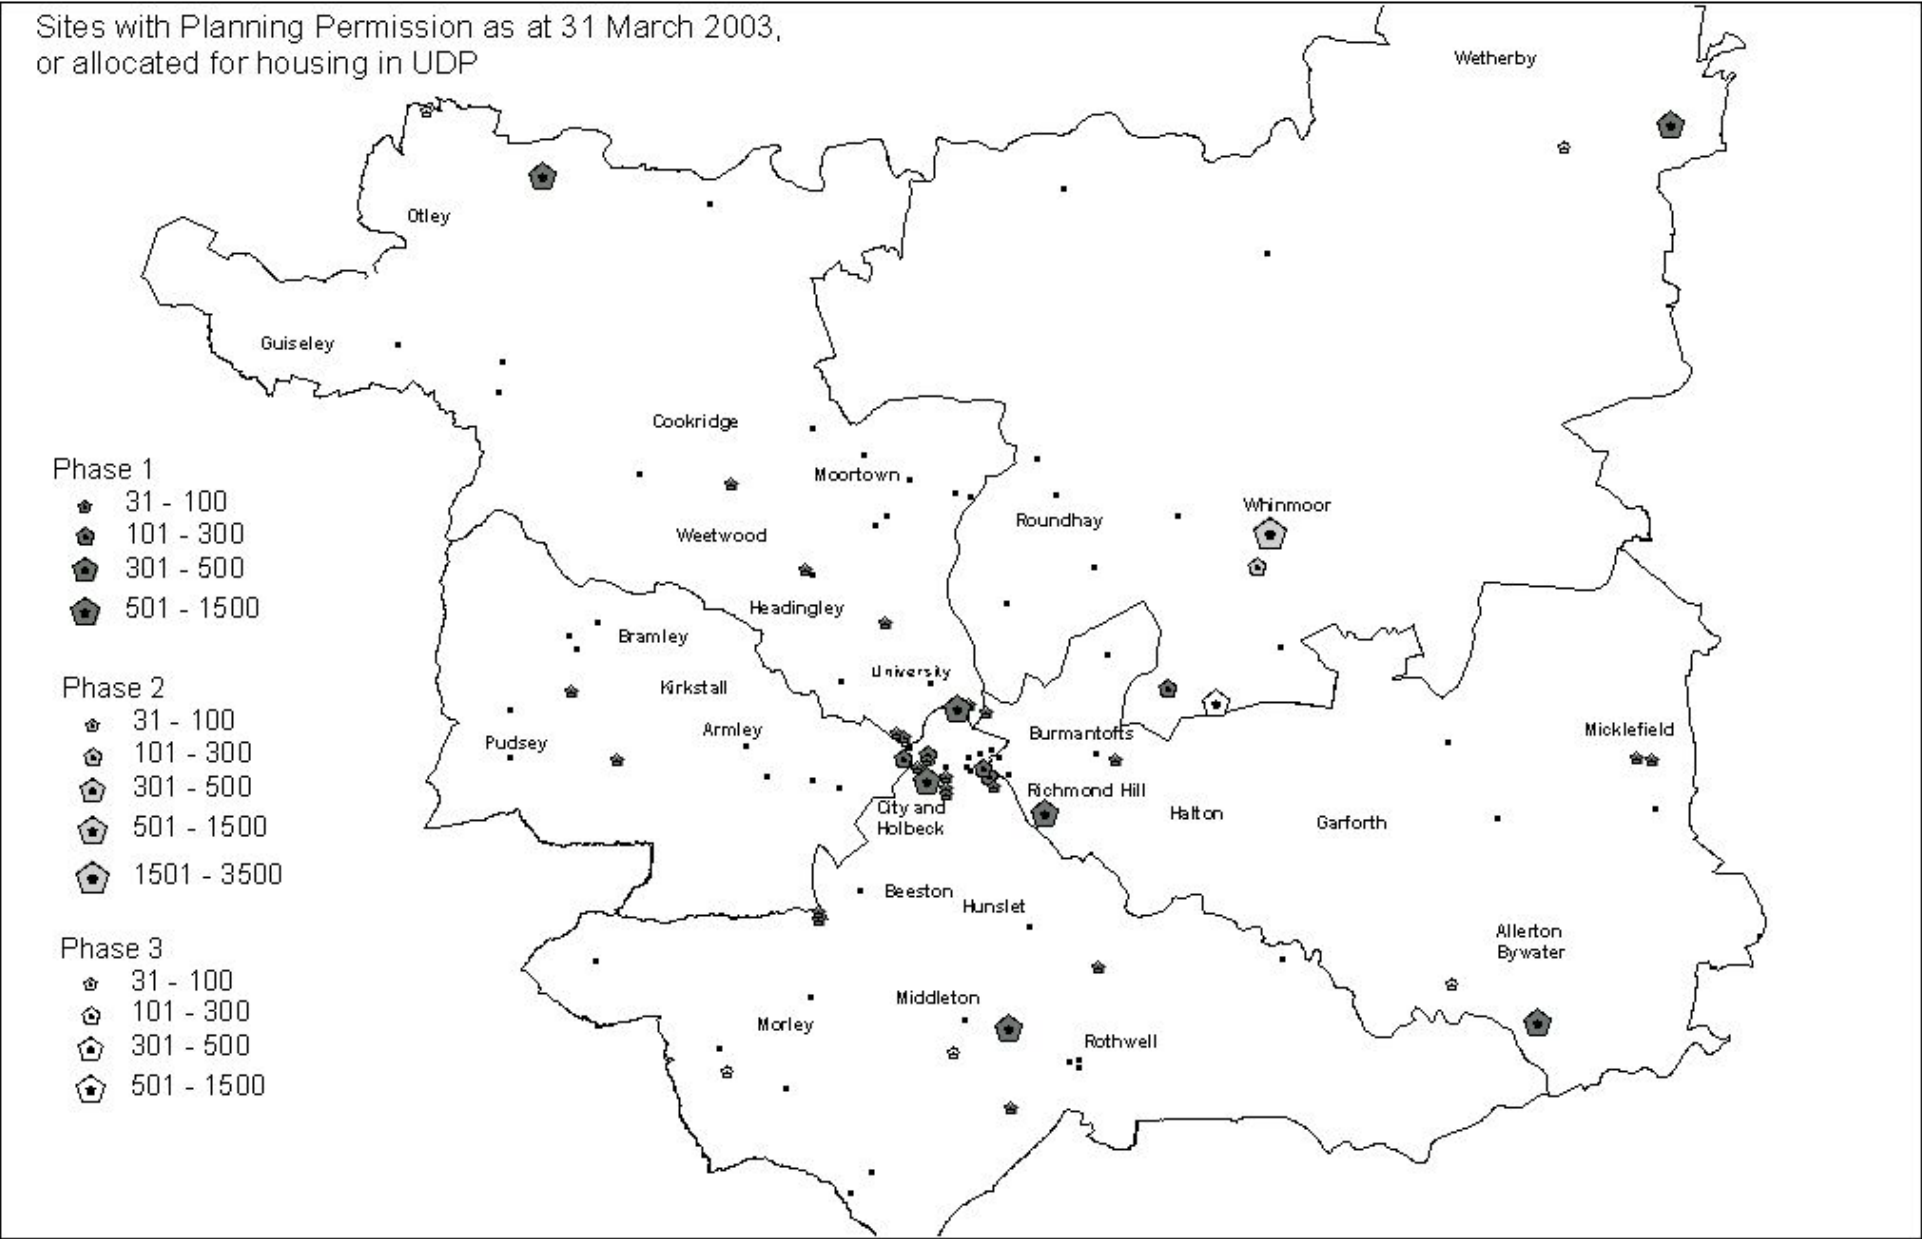 Sites with Planning Permission as at 31 March 2003,
or allocated for housing in UDP
Wetherby
Otley
Guiseley
Cookridge
Moortown
Whinmoor
Roundhay
Weetwood
Headingley
Bramley
University
Kirkstall
Armley
Burmantofts
Micklefield
Pudsey
Richmond Hill
City and
Holbeck
Halton
Garforth
Beeston
Hunslet
Allerton
Bywater
Middleton
Morley
Rothwell
Phase 1
31 - 100
101 - 300
301 - 500
501 - 1500
Phase 2
31 - 100
101 - 300
301 - 500
501 - 1500
1501 - 3500
Phase 3
31 - 100
101 - 300
301 - 500
501 - 1500